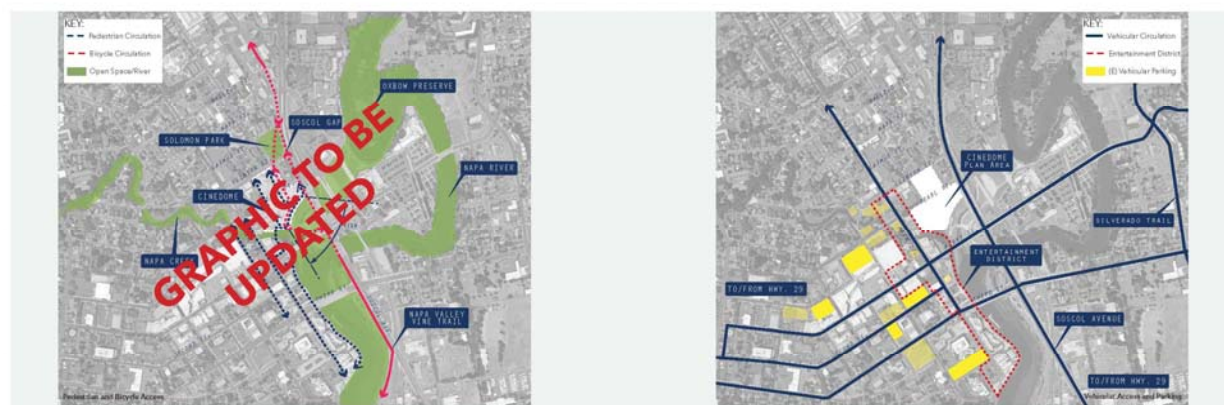 KEY:
Pedestrian Circulation
Bicycle Circulation
Open Space/River
OXBOW PRESERVE
SOSCOL GAP
SOLOMON PARK
NAPA RIVER
CINEDOME
NAPA CREEK
GRAPHIC TO BE
UPDATED
NAPA VALLEY
VINE TRAIL
Pedestrian and Bicycle Access
KEY:
Vehicular Circulation
Entertainment District
(E) Vehicular Parking
CINEDOME
PLAN AREA
PEARL
SILVERADO TRAIL
ENTERTAINMENT
DISTRICT
TO/FROM HWY. 29
SOSCOL AVENUE
TO/FROM HWY. 29
Vehicular Access and Parking